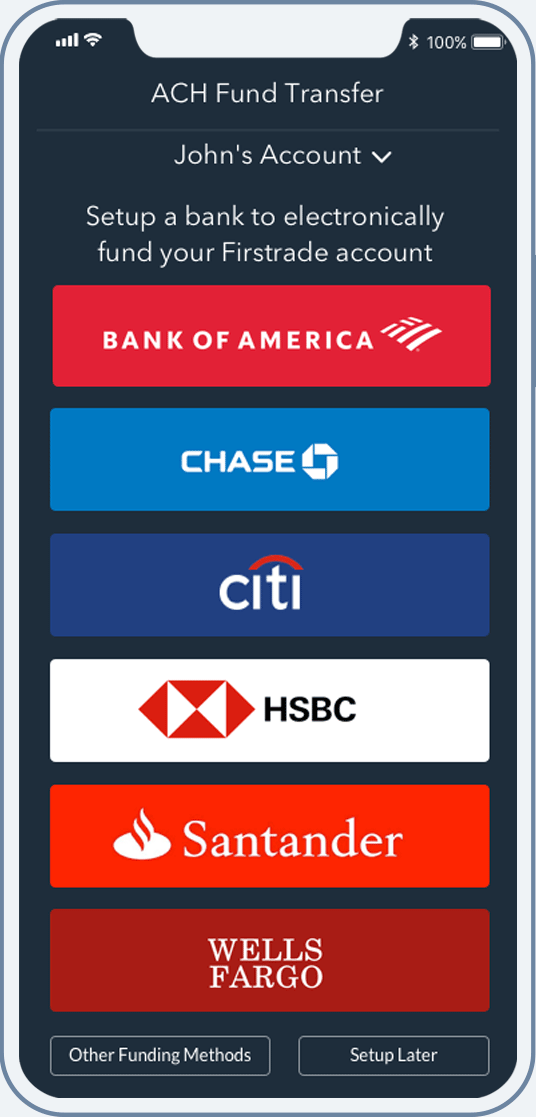 100%
ACH Fund Transfer
John's Account
Setup a bank to electronically
fund your Firstrade account
BANK OF AMERICA
CHASE
citi
HSBC
Santander
WELLS
FARGO
Other Funding Methods
Setup Later